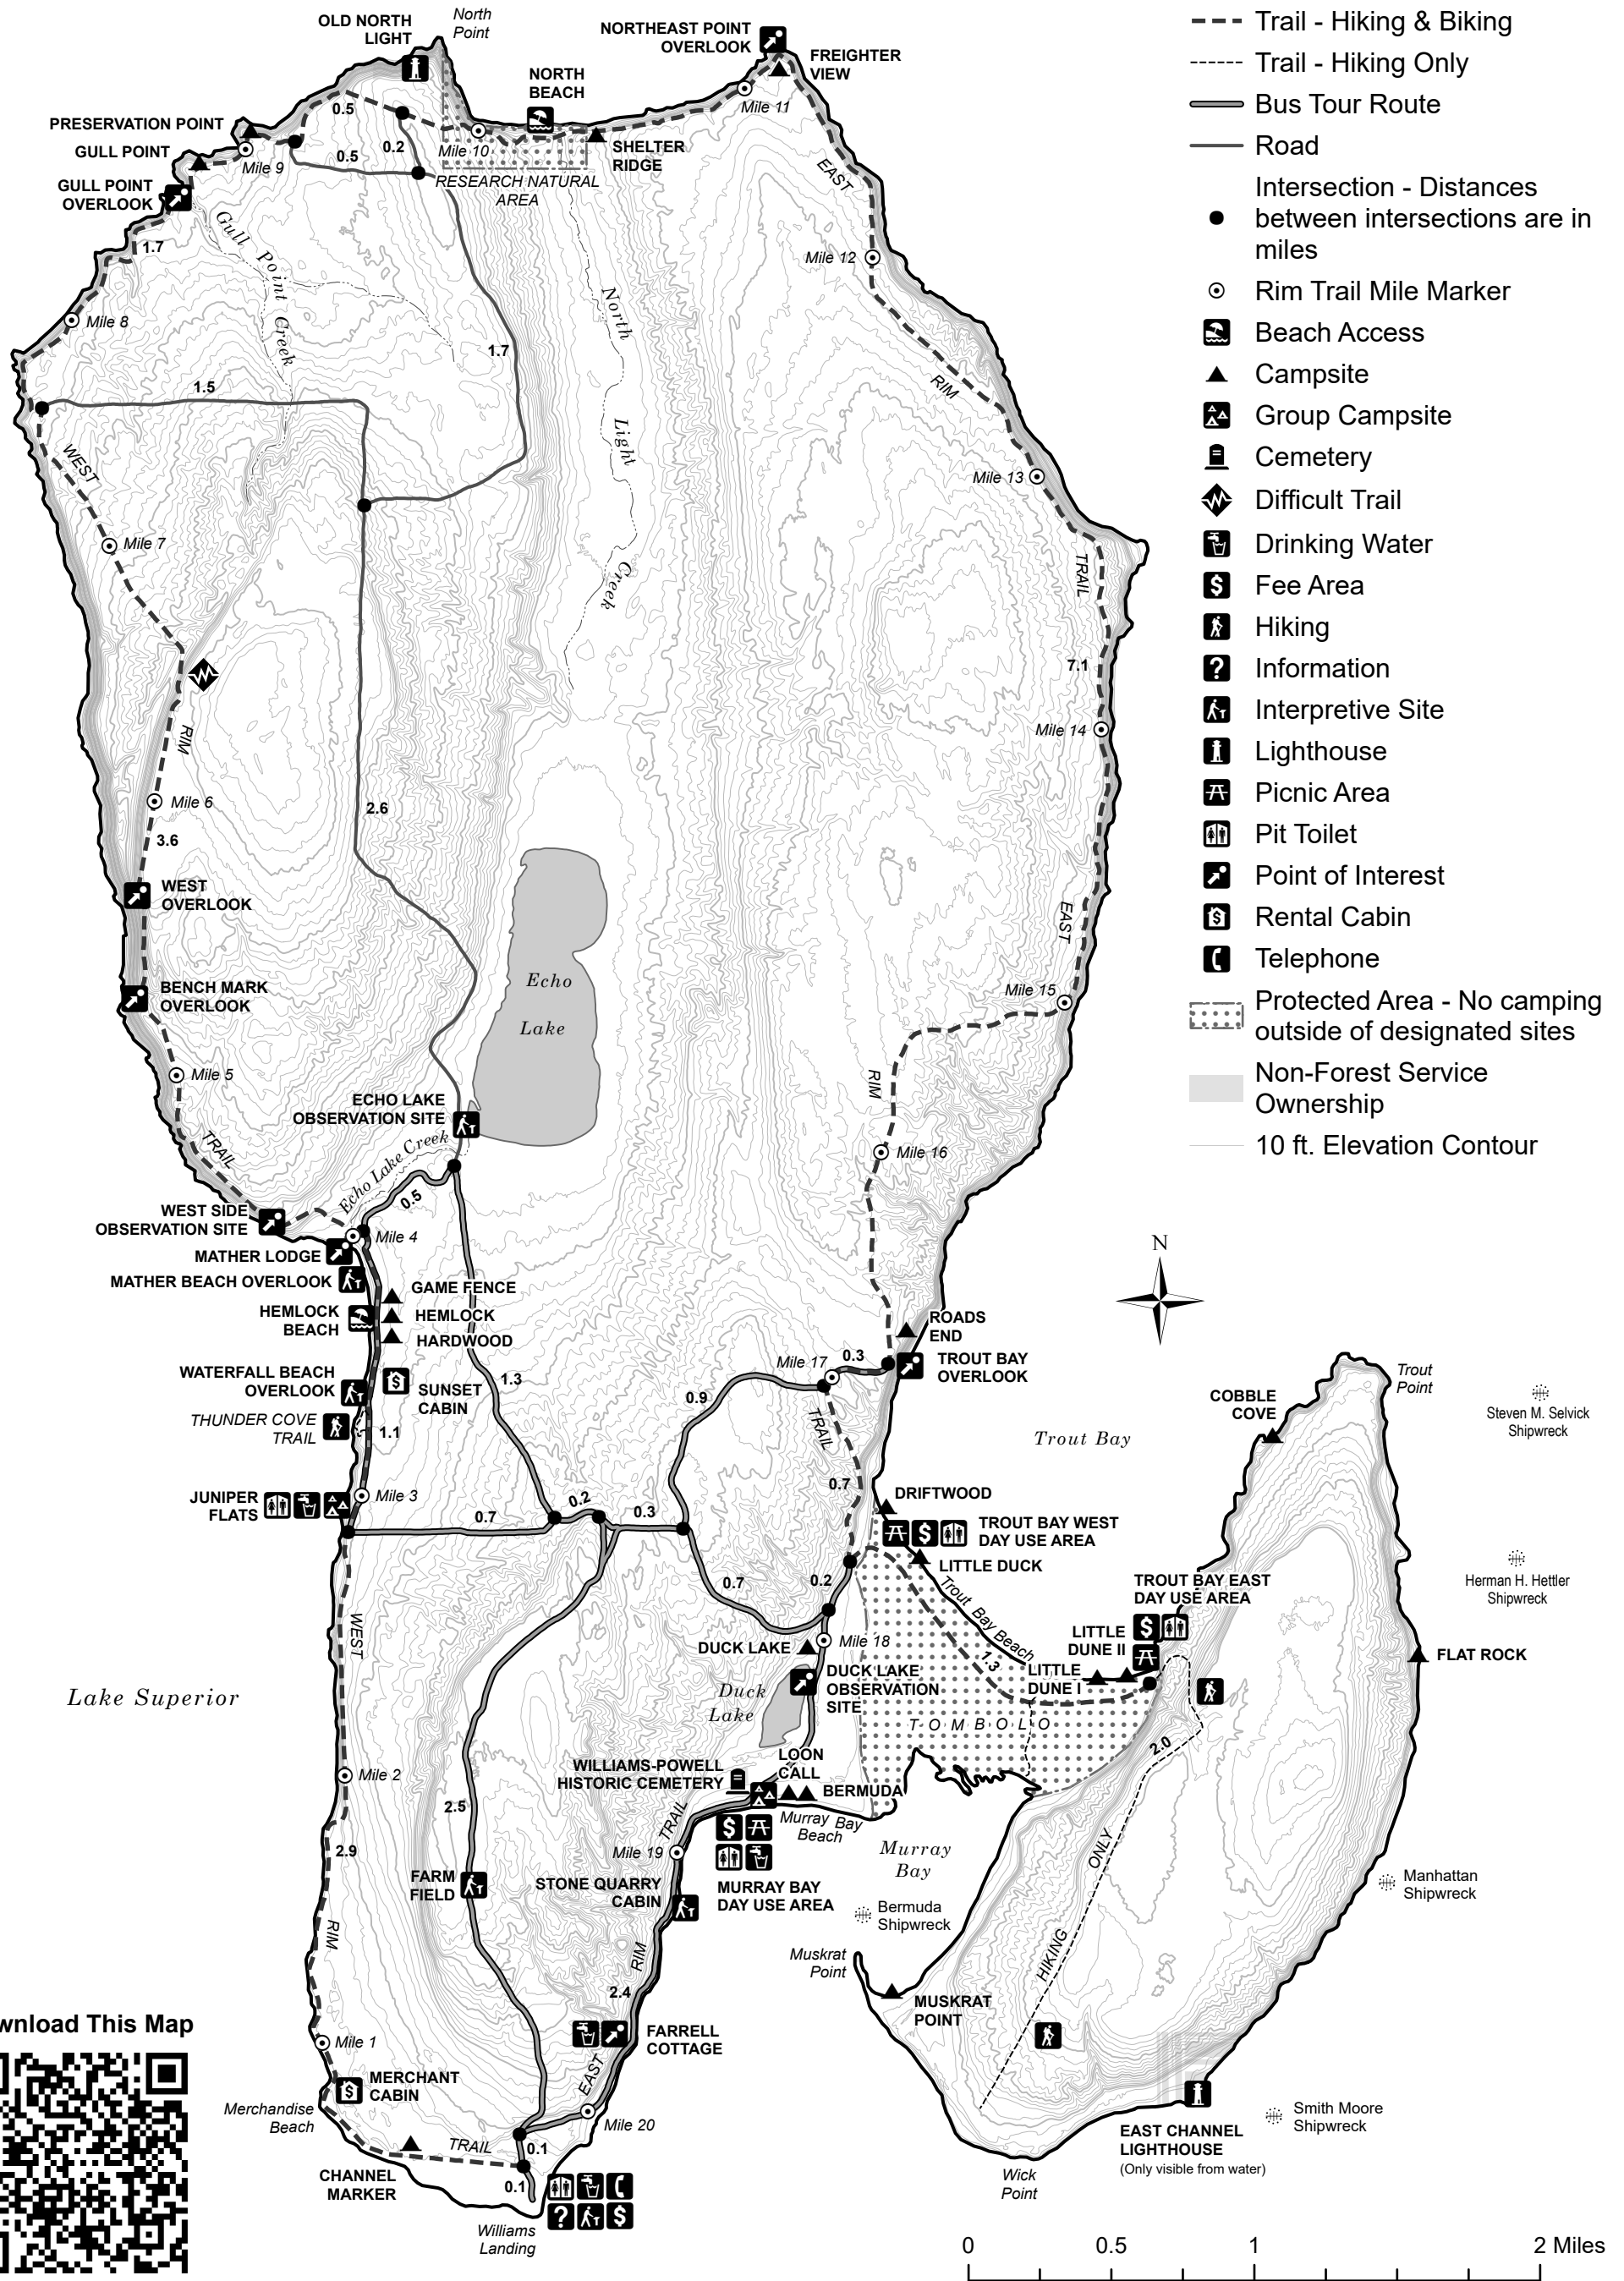 OLD NORTH
LIGHT
North
Point
NORTHEAST POINT
OVERLOOK
FREIGHTER
VIEW
NORTH
BEACH
Mile 11
PRESERVATION POINT
0.5
GULL POINT
Mile 9
0.5
0.2
Mile 10
SHELTER
RIDGE
GULL POINT
OVERLOOK
RESEARCH NATURAL
AREA
EAST
Gull Point Creek
1.7
Mile 12
North Light Creek
Mile 8
1.7
1.5
RIM
WEST
Mile 13
Mile 7
TRAIL
7.1
RIM
Mile 14
Mile 6
2.6
3.6
WEST
OVERLOOK
EAST
Echo
Lake
BENCH MARK
OVERLOOK
Mile 15
Mile 5
RIM
ECHO LAKE
OBSERVATION SITE
TRAIL
Echo Lake Creek
Mile 16
0.5
WEST SIDE
OBSERVATION SITE
Mile 4
MATHER LODGE
MATHER BEACH OVERLOOK
GAME FENCE
HEMLOCK
BEACH
HEMLOCK
HARDWOOD
ROADS
END
Mile 17
0.3
TROUT BAY
OVERLOOK
WATERFALL BEACH
OVERLOOK
SUNSET
CABIN
1.3
0.9
THUNDER COVE
TRAIL
1.1
TRAIL
Trout Bay
COBBLE
COVE
Trout
Point
Steven M. Selvick
Shipwreck
0.7
JUNIPER
FLATS
Mile 3
0.7
0.2
0.3
DRIFTWOOD
TROUT BAY WEST
DAY USE AREA
LITTLE DUCK
0.7
0.2
Trout Bay Beach
TROUT BAY EAST
DAY USE AREA
Herman H. Hettler
Shipwreck
WEST
DUCK LAKE
Mile 18
LITTLE
DUNE II
1.3
LITTLE
DUNE I
FLAT ROCK
Lake Superior
Duck
Lake
DUCK LAKE
OBSERVATION
SITE
TOMBOLO
2.0
WILLIAMS-POWELL
HISTORIC CEMETERY
LOON
CALL
BERMUDA
Mile 2
2.5
TRAIL
Murray Bay
Beach
Mile 19
Murray
Bay
ONLY
2.9
FARM
FIELD
STONE QUARRY
CABIN
MURRAY BAY
DAY USE AREA
Manhattan
Shipwreck
Bermuda
Shipwreck
RIM
RIM
Muskrat
Point
HIKING
2.4
MUSKRAT
POINT
FARRELL
COTTAGE
Mile 1
EAST
MERCHANT
CABIN
Merchandise
Beach
Mile 20
Smith Moore
Shipwreck
EAST CHANNEL
LIGHTHOUSE
(Only visible from water)
TRAIL
0.1
CHANNEL
MARKER
0.1
Wick
Point
Williams
Landing
wnload This Map
N
Trail - Hiking & Biking
Trail - Hiking Only
Bus Tour Route
Road
Intersection - Distances
between intersections are in
miles
Rim Trail Mile Marker
Beach Access
Campsite
Group Campsite
Cemetery
Difficult Trail
Drinking Water
Fee Area
Hiking
Information
Interpretive Site
Lighthouse
Picnic Area
Pit Toilet
Point of Interest
Rental Cabin
Telephone
Protected Area - No camping
outside of designated sites
Non-Forest Service
Ownership
10 ft. Elevation Contour
0 0.5 1 2 Miles